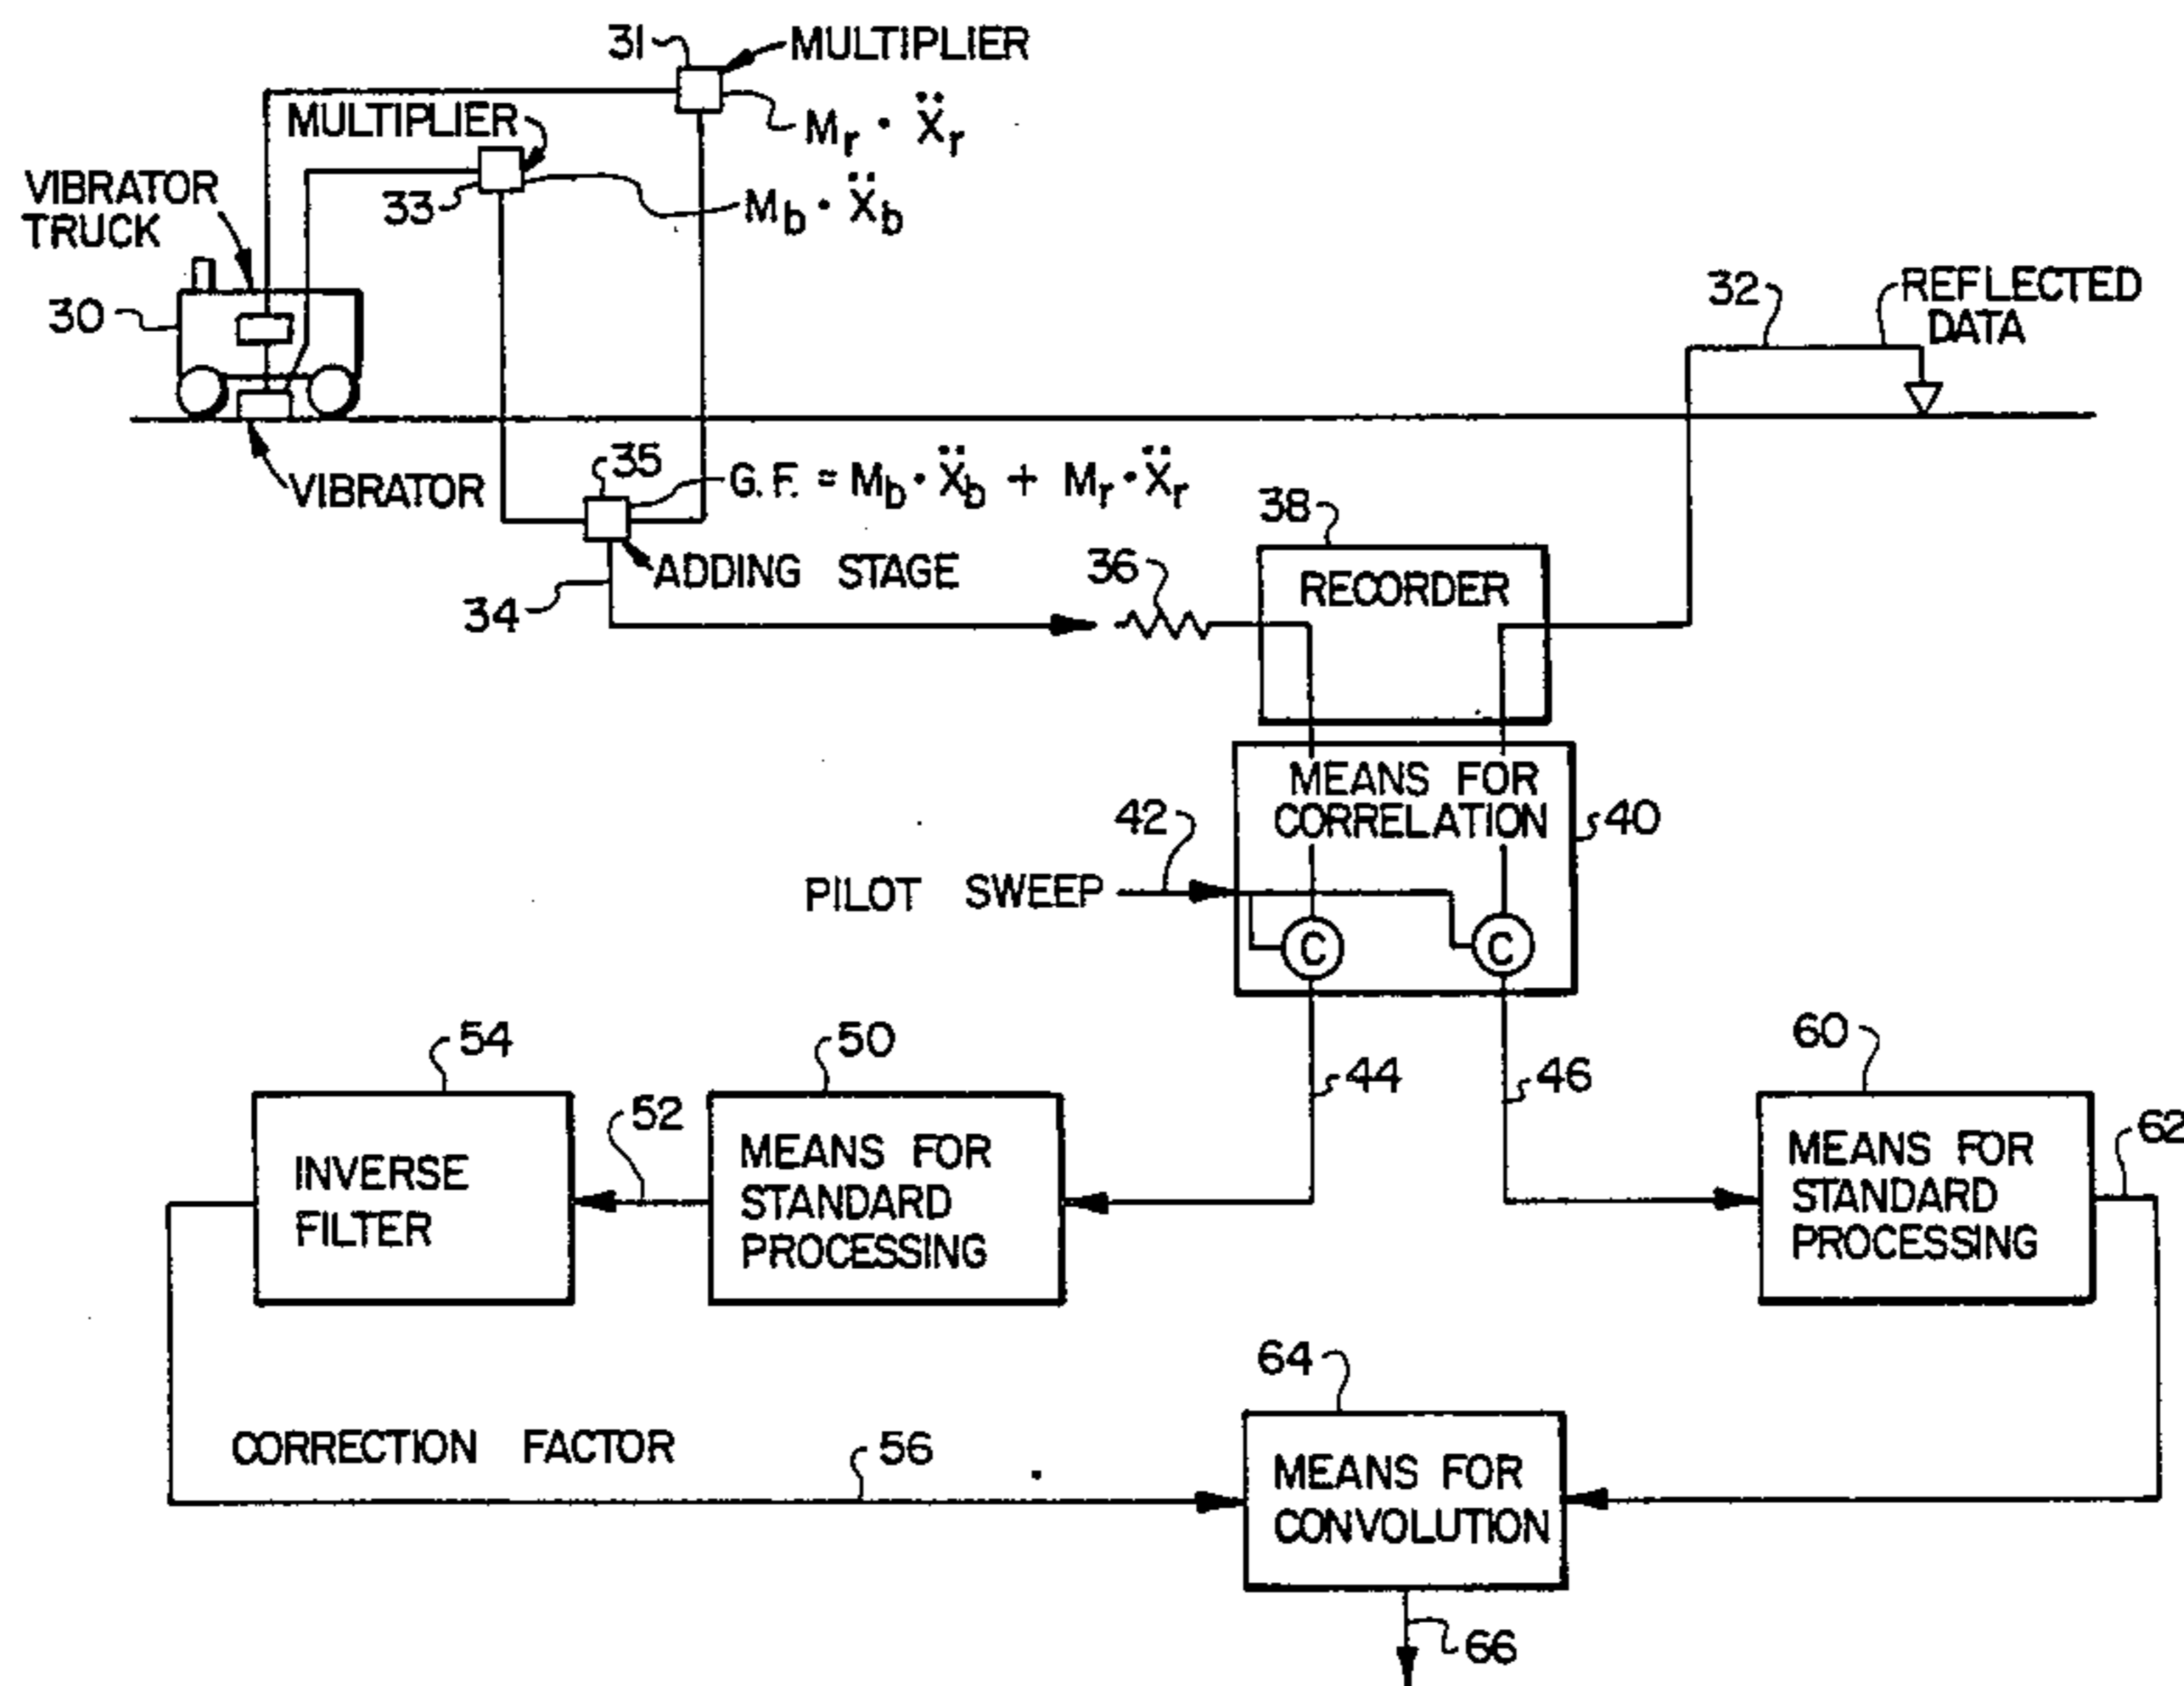 31
MULTIPLIER
Mr · Ẍr
MULTIPLIER
33
Mb · Ẍb
VIBRATOR
TRUCK
30
32
REFLECTED
DATA
VIBRATOR
35
G.F. = Mb · Ẍb + Mr · Ẍr
ADDING STAGE
34
36
38
RECORDER
MEANS FOR
CORRELATION
40
42
PILOT SWEEP
C
C
44
46
54
INVERSE
FILTER
52
50
MEANS FOR
STANDARD
PROCESSING
60
MEANS FOR
STANDARD
PROCESSING
62
CORRECTION FACTOR
56
64
MEANS FOR
CONVOLUTION
66